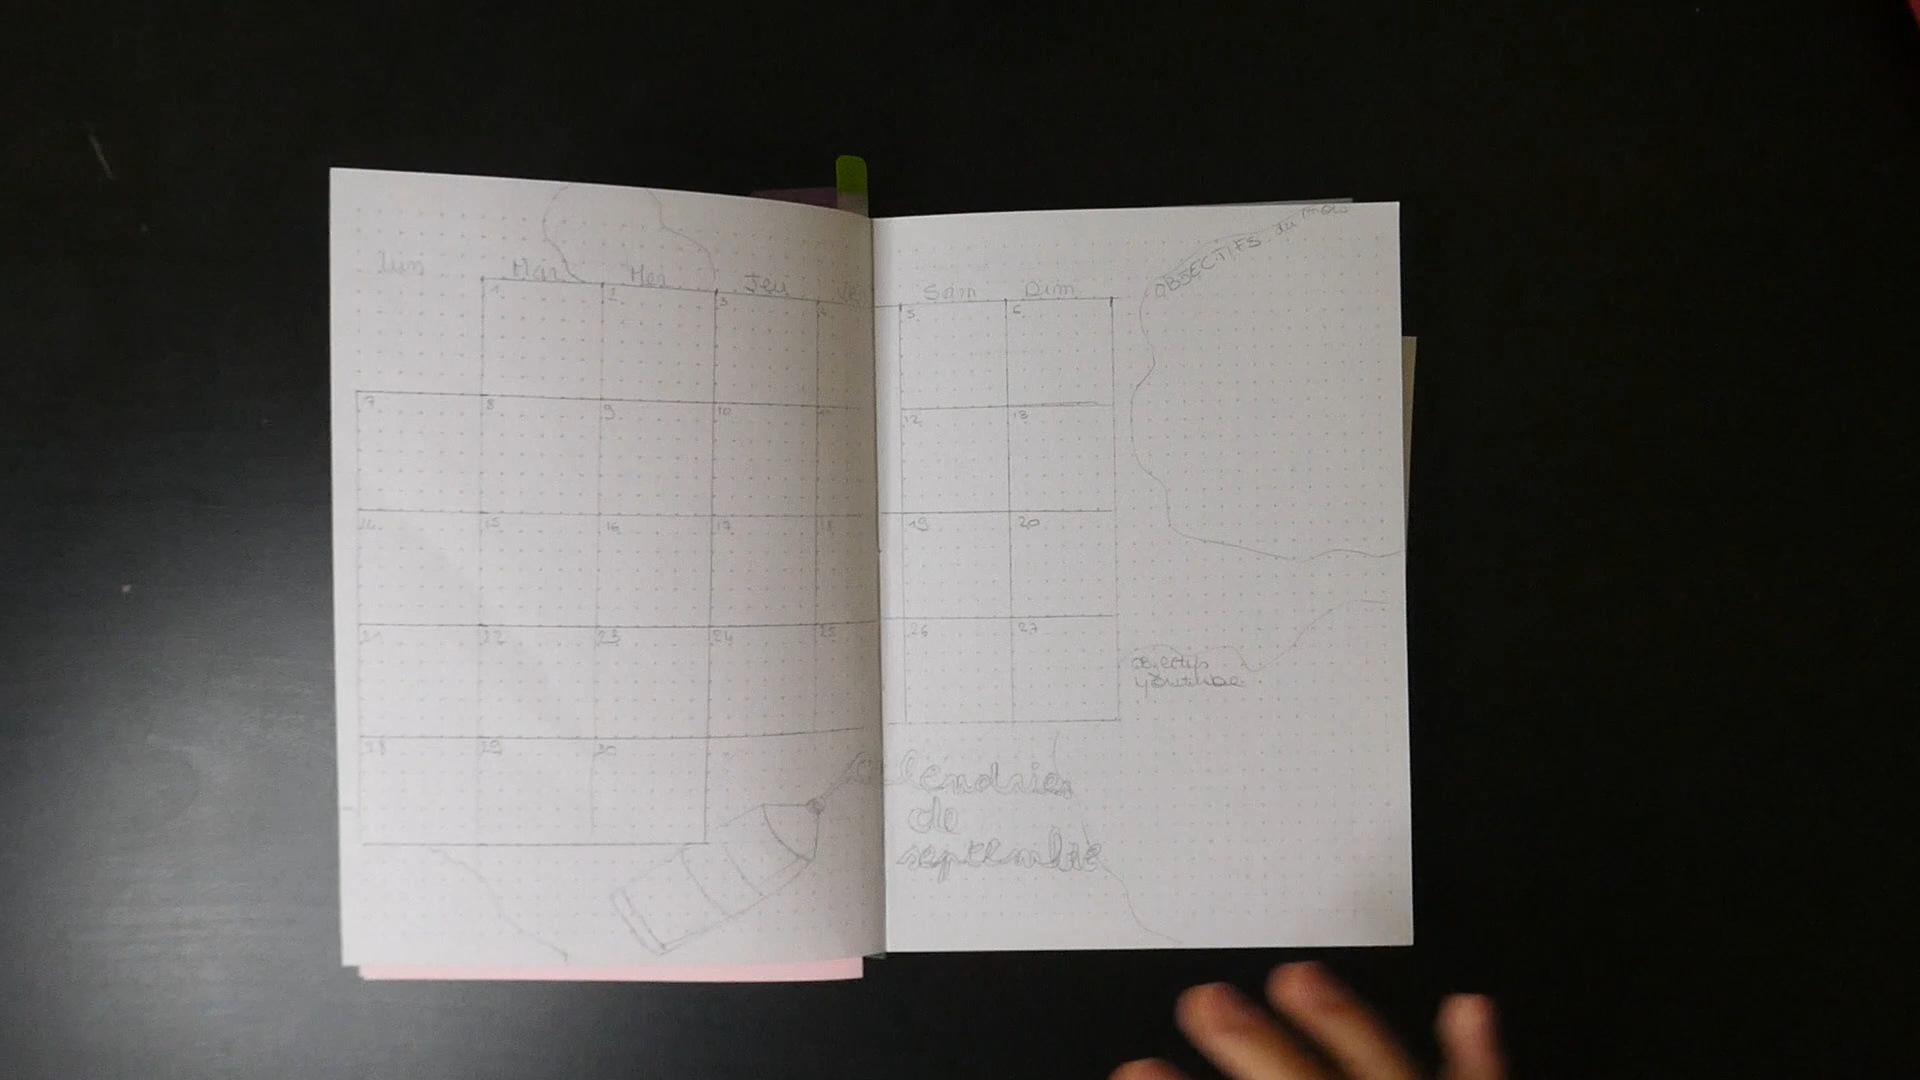 Lun Mar Mer Jeu Ven Sam Dim
1 2 3 4 5 6
7 8 9 10 11 12 13
14 15 16 17 18 19 20
21 22 23 24 25 26 27
28 29 30
OBJECTIFS du mois
objectifs
youtube
Calendrier
de
septembre